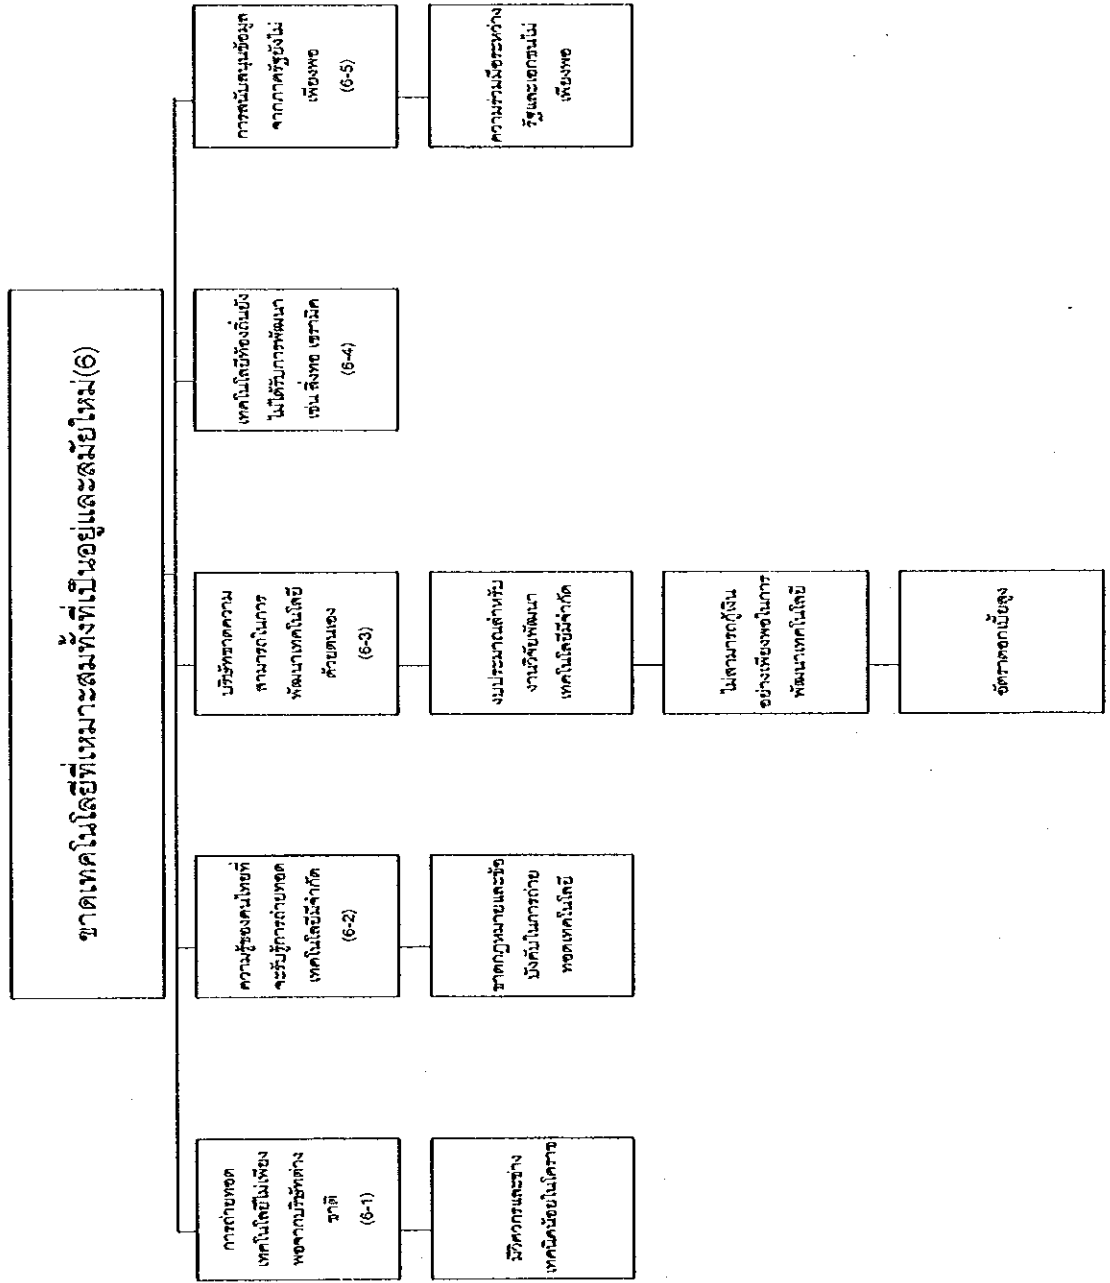 ขาดเทคโนโลยีที่เหมาะสมทั้งที่เป็นอยู่และสมัยใหม่(6)
การถ่ายทอด
เทคโนโลยีไม่เพียง
พอจากบริษัทต่าง
ชาติ
(6-1)
มีวิศวกรและช่าง
เทคนิคน้อยในโคราช
ความรู้ของคนไทยที่
จะรับรู้การถ่ายทอด
เทคโนโลยีมีจำกัด
(6-2)
ขาดกฎหมายและข้อ
บังคับในการถ่าย
ทอดเทคโนโลยี
บริษัทขาดความ
สามารถในการ
พัฒนาเทคโนโลยี
ด้วยตนเอง
(6-3)
งบประมาณสำหรับ
งานวิจัยพัฒนา
เทคโนโลยีมีจำกัด
ไม่สามารถกู้เงิน
อย่างเพียงพอในการ
พัฒนาเทคโนโลยี
อัตราดอกเบี้ยสูง
เทคโนโลยีท้องถิ่นยัง
ไม่ได้รับการพัฒนา
เช่น สิ่งทอ เซรามิค
(6-4)
การสนับสนุนข้อมูล
จากภาครัฐยังไม่
เพียงพอ
(6-5)
ความร่วมมือระหว่าง
รัฐและเอกชนไม่
เพียงพอ